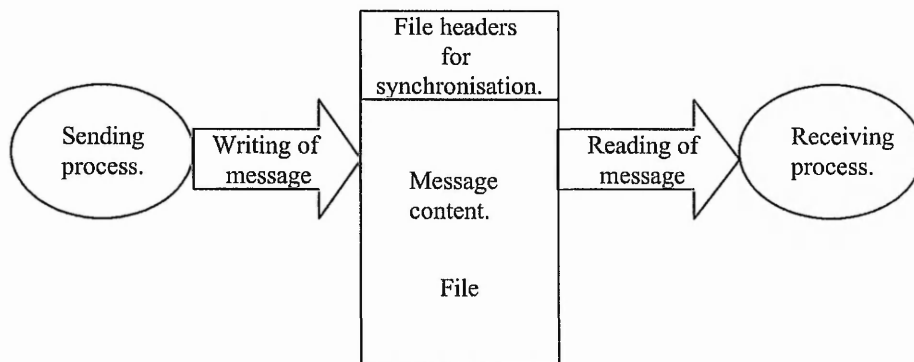 File headers
for
synchronisation.
Sending
process.
Writing of
message
Message
content.
File
Reading of
message
Receiving
process.